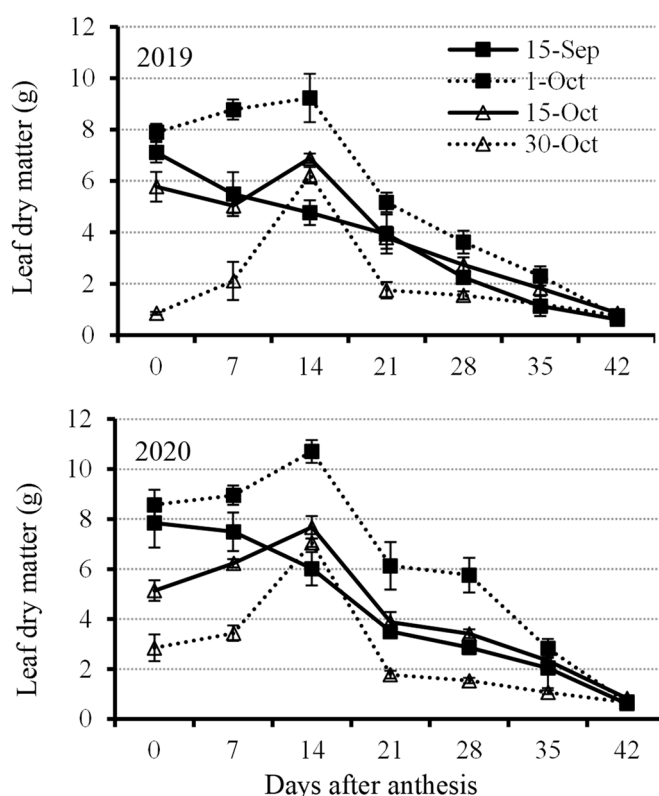 12
10
8
6
4
2
0
Leaf dry matter (g)
2019
15-Sep
1-Oct
15-Oct
30-Oct
0 7 14 21 28 35 42
12
10
8
6
4
2
0
Leaf dry matter (g)
2020
0 7 14 21 28 35 42
Days after anthesis